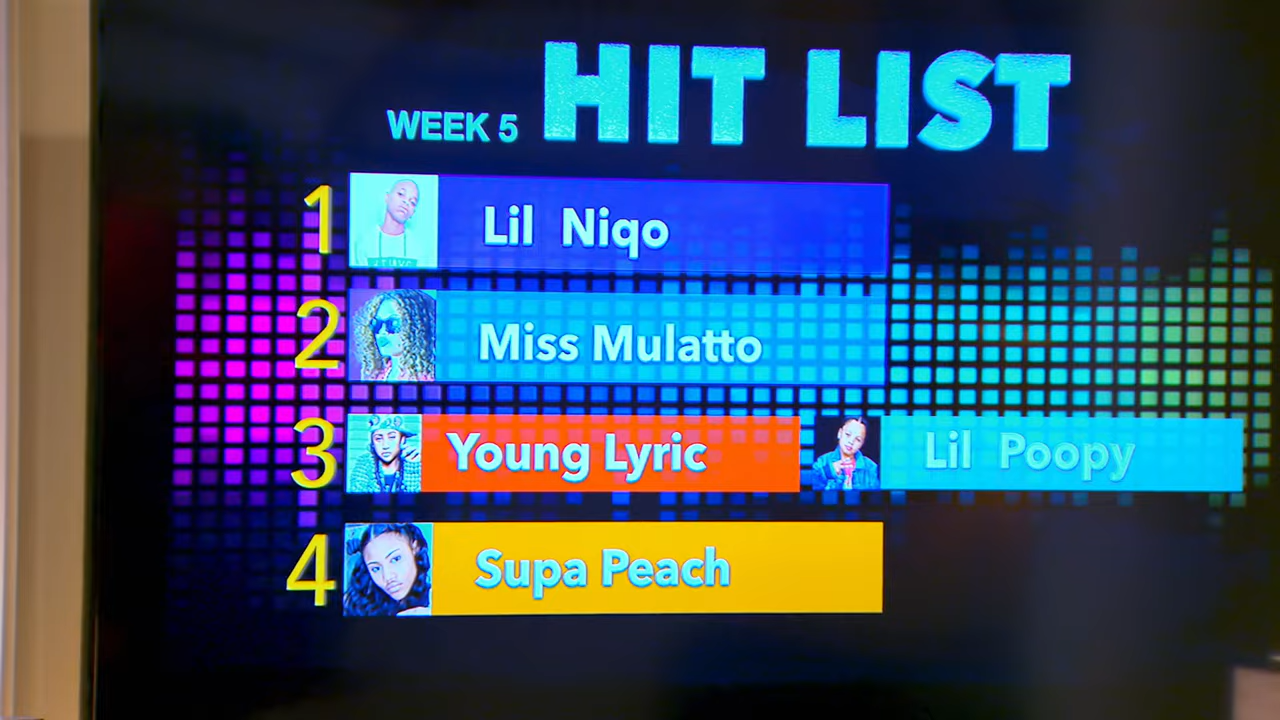 WEEK 5 HIT LIST
1 Lil Niqo
2 Miss Mulatto
3 Young Lyric Lil Poopy
4 Supa Peach